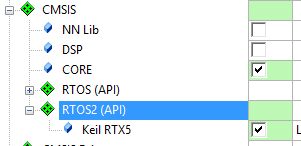 CMSIS
NN Lib
DSP
CORE
RTOS (API)
RTOS2 (API)
Keil RTX5